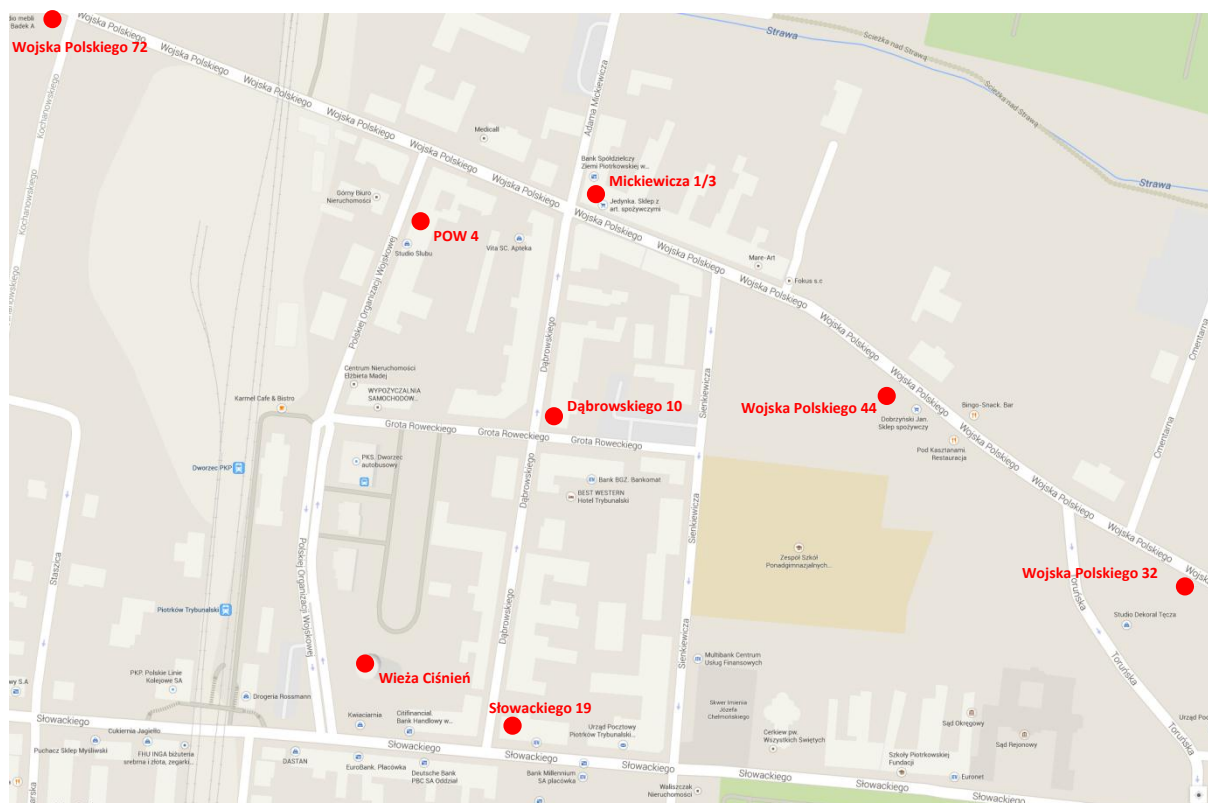 dio mebli
Badek A
Wojska Polskiego 72
Wojska Polskiego
Wojska Polskiego
Wojska Polskiego
Wojska Polskiego
Wojska Polskiego
Wojska Polskiego
Kochanowskiego
Adama Mickiewicza
Strawa
Ścieżka nad Strawą
Ścieżka nad Strawą
Strawa
Medicall
Bank Spółdzielczy
Ziemi Piotrkowskiej w...
Mickiewicza 1/3
Jedynka. Sklep z
art. spożywczymi
Górny Biuro
Nieruchomości
POW 4
Studio Ślubu
Vita SC. Apteka
Wojska Polskiego
Wojska Polskiego
Mare-Art
Fokus s.c
Wojska Polskiego
Polskiej Organizacji Wojskowej
Dąbrowskiego
Sienkiewicza
Wojska Polskiego
Wojska Polskiego
Cmentarna
Centrum Nieruchomości
Elżbieta Madej
WYPOŻYCZALNIA
SAMOCHODÓW...
Karmel Cafe & Bistro
Dąbrowskiego 10
Wojska Polskiego 44
Dobrzyński Jan.
Sklep spożywczy
Bingo-Snack. Bar
Pod Kasztanami.
Restauracja
Grota Roweckiego
Grota Roweckiego
Grota Roweckiego
Cmentarna
Dworzec PKP
PKS. Dworzec
autobusowy
Dąbrowskiego
Bank BGŻ. Bankomat
BEST WESTERN
Hotel Trybunalski
Sienkiewicza
Wojska Polskiego
Wojska Polskiego
Zespół Szkół
Ponadgimnazjalnych...
Staszica
Polskiej Organizacji Wojskowej
Wojska Polskiego 32
Toruńska
Studio Dekorat Tęcza
Piotrków Trybunalski
Dąbrowskiego
Sienkiewicza
Toruńska
PKP. Polskie Linie
Kolejowe SA
Wieża Ciśnień
Multibank Centrum
Usług Finansowych
Drogeria Rossmann
Słowackiego 19
Kwiaciarnia
Citifinancial
Bank Handlowy w...
Urząd Pocztowy
Piotrków Trybunalski...
Skwer Imienia
Józefa
Chełmońskiego
Cerkiew pw.
Wszystkich Świętych
Sąd Okręgowy
Sąd Rejonowy
Urząd Poc
Toruńska
Słowackiego
Cukiernia Jagiełło
Puchacz Sklep Myśliwski
FHU INGA biżuteria
srebrna i złota, zegarki...
DASTAN
Słowackiego
EuroBank. Placówka
Deutsche Bank
PBC SA Oddział
Bank Millennium
SA placówka
Słowackiego
Waliszczak
Nieruchomości
Słowackiego
Szkoły Piotrkowskiej
Fundacji
Euronet
Słowackiego